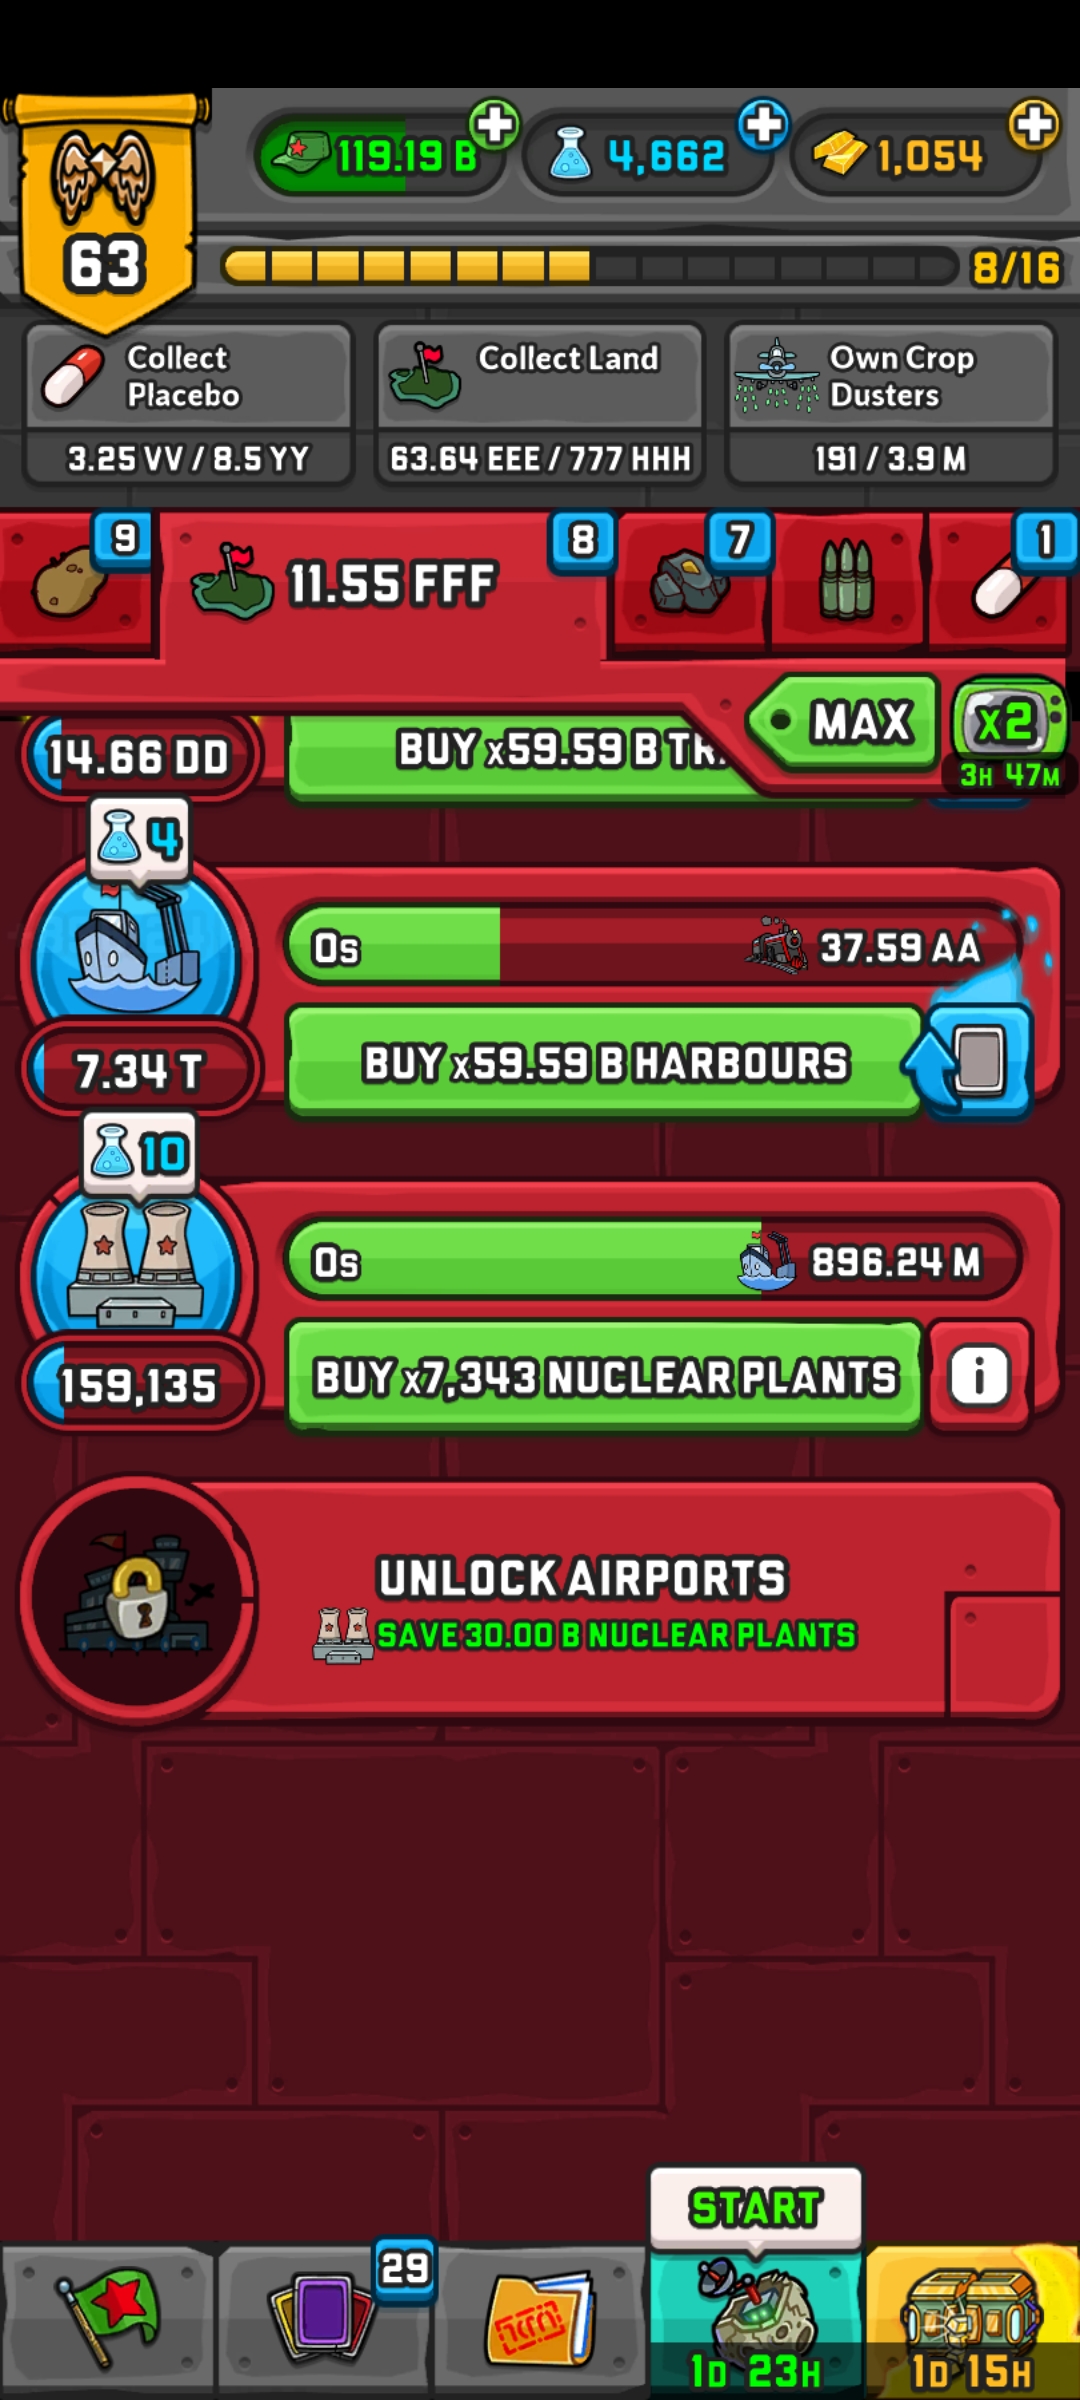 119.19 B
4,662
1,054
63
8/16
Collect Placebo
3.25 VV / 8.5 YY
Collect Land
63.64 EEE / 777 HHH
Own Crop Dusters
191 / 3.9 M
9
11.55 FFF
8
7
1
MAX
x2
3H 47M
14.66 DD
BUY x59.59 B
4
0s
37.59 AA
7.34 T
BUY x59.59 B HARBOURS
10
0s
896.24 M
159,135
BUY x7,343 NUCLEAR PLANTS
i
UNLOCK AIRPORTS
SAVE 30.00 B NUCLEAR PLANTS
START
29
1D 23H
1D 15H